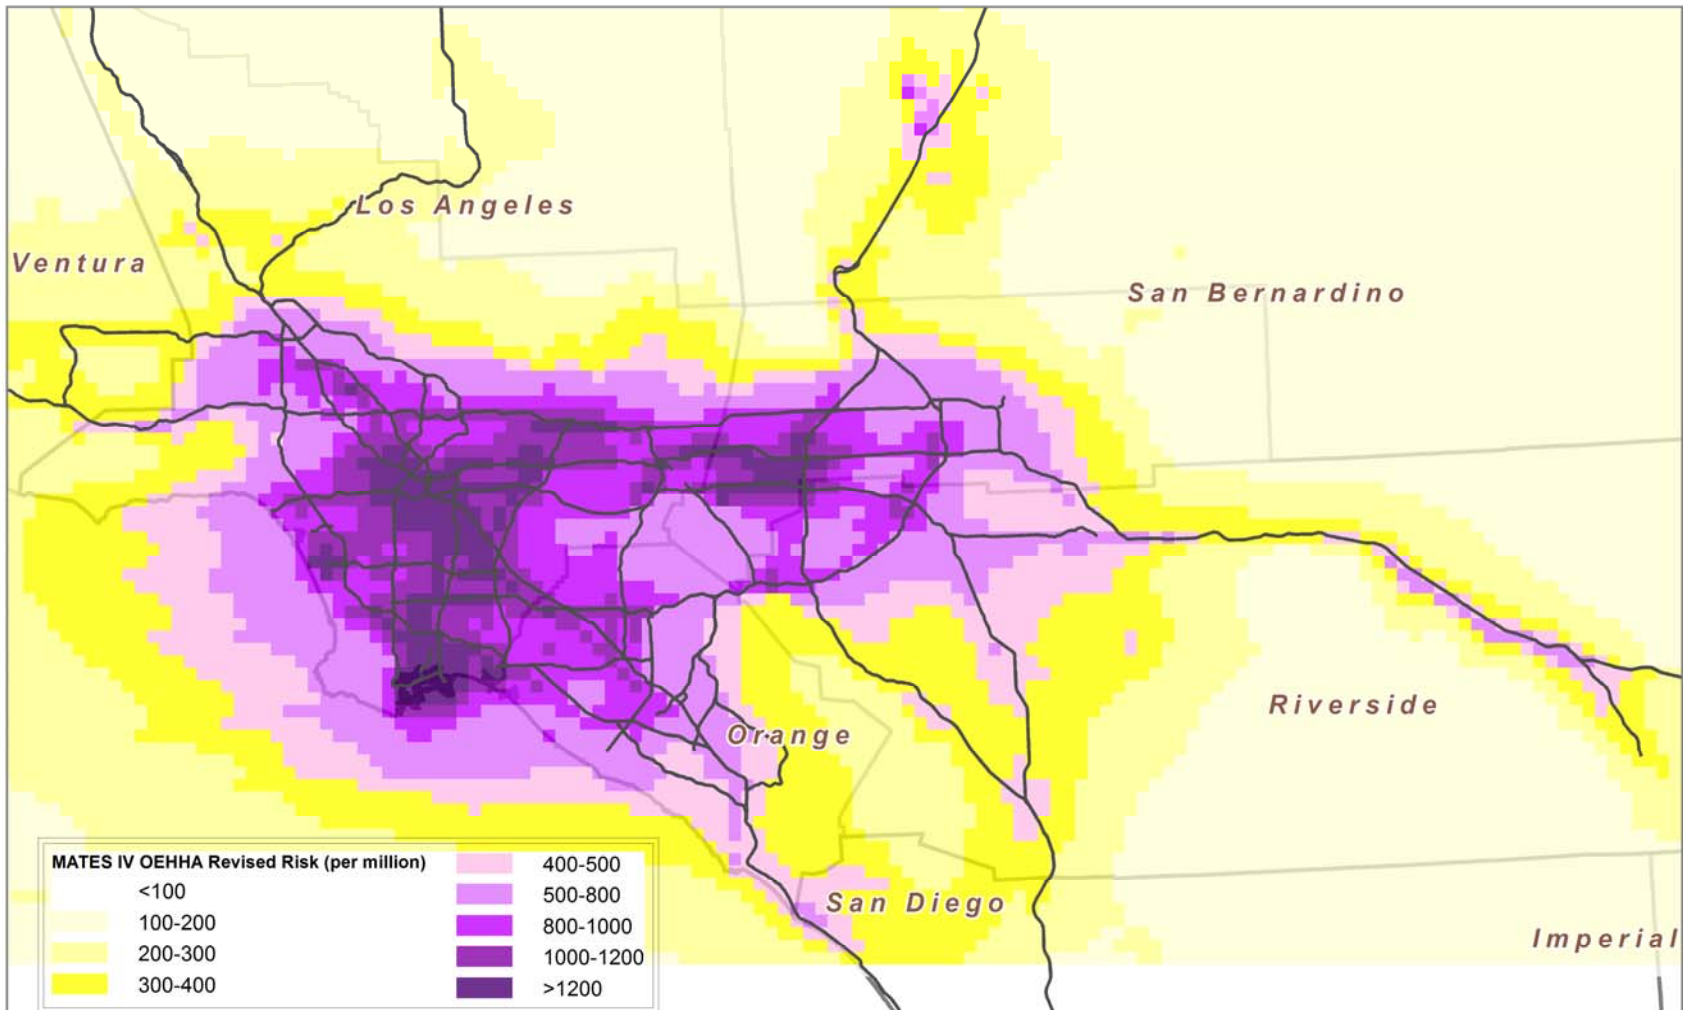 Los Angeles
Ventura
San Bernardino
Riverside
Orange
San Diego
Imperial
MATES IV OEHHA Revised Risk (per million)
<100
100-200
200-300
300-400
400-500
500-800
800-1000
1000-1200
>1200